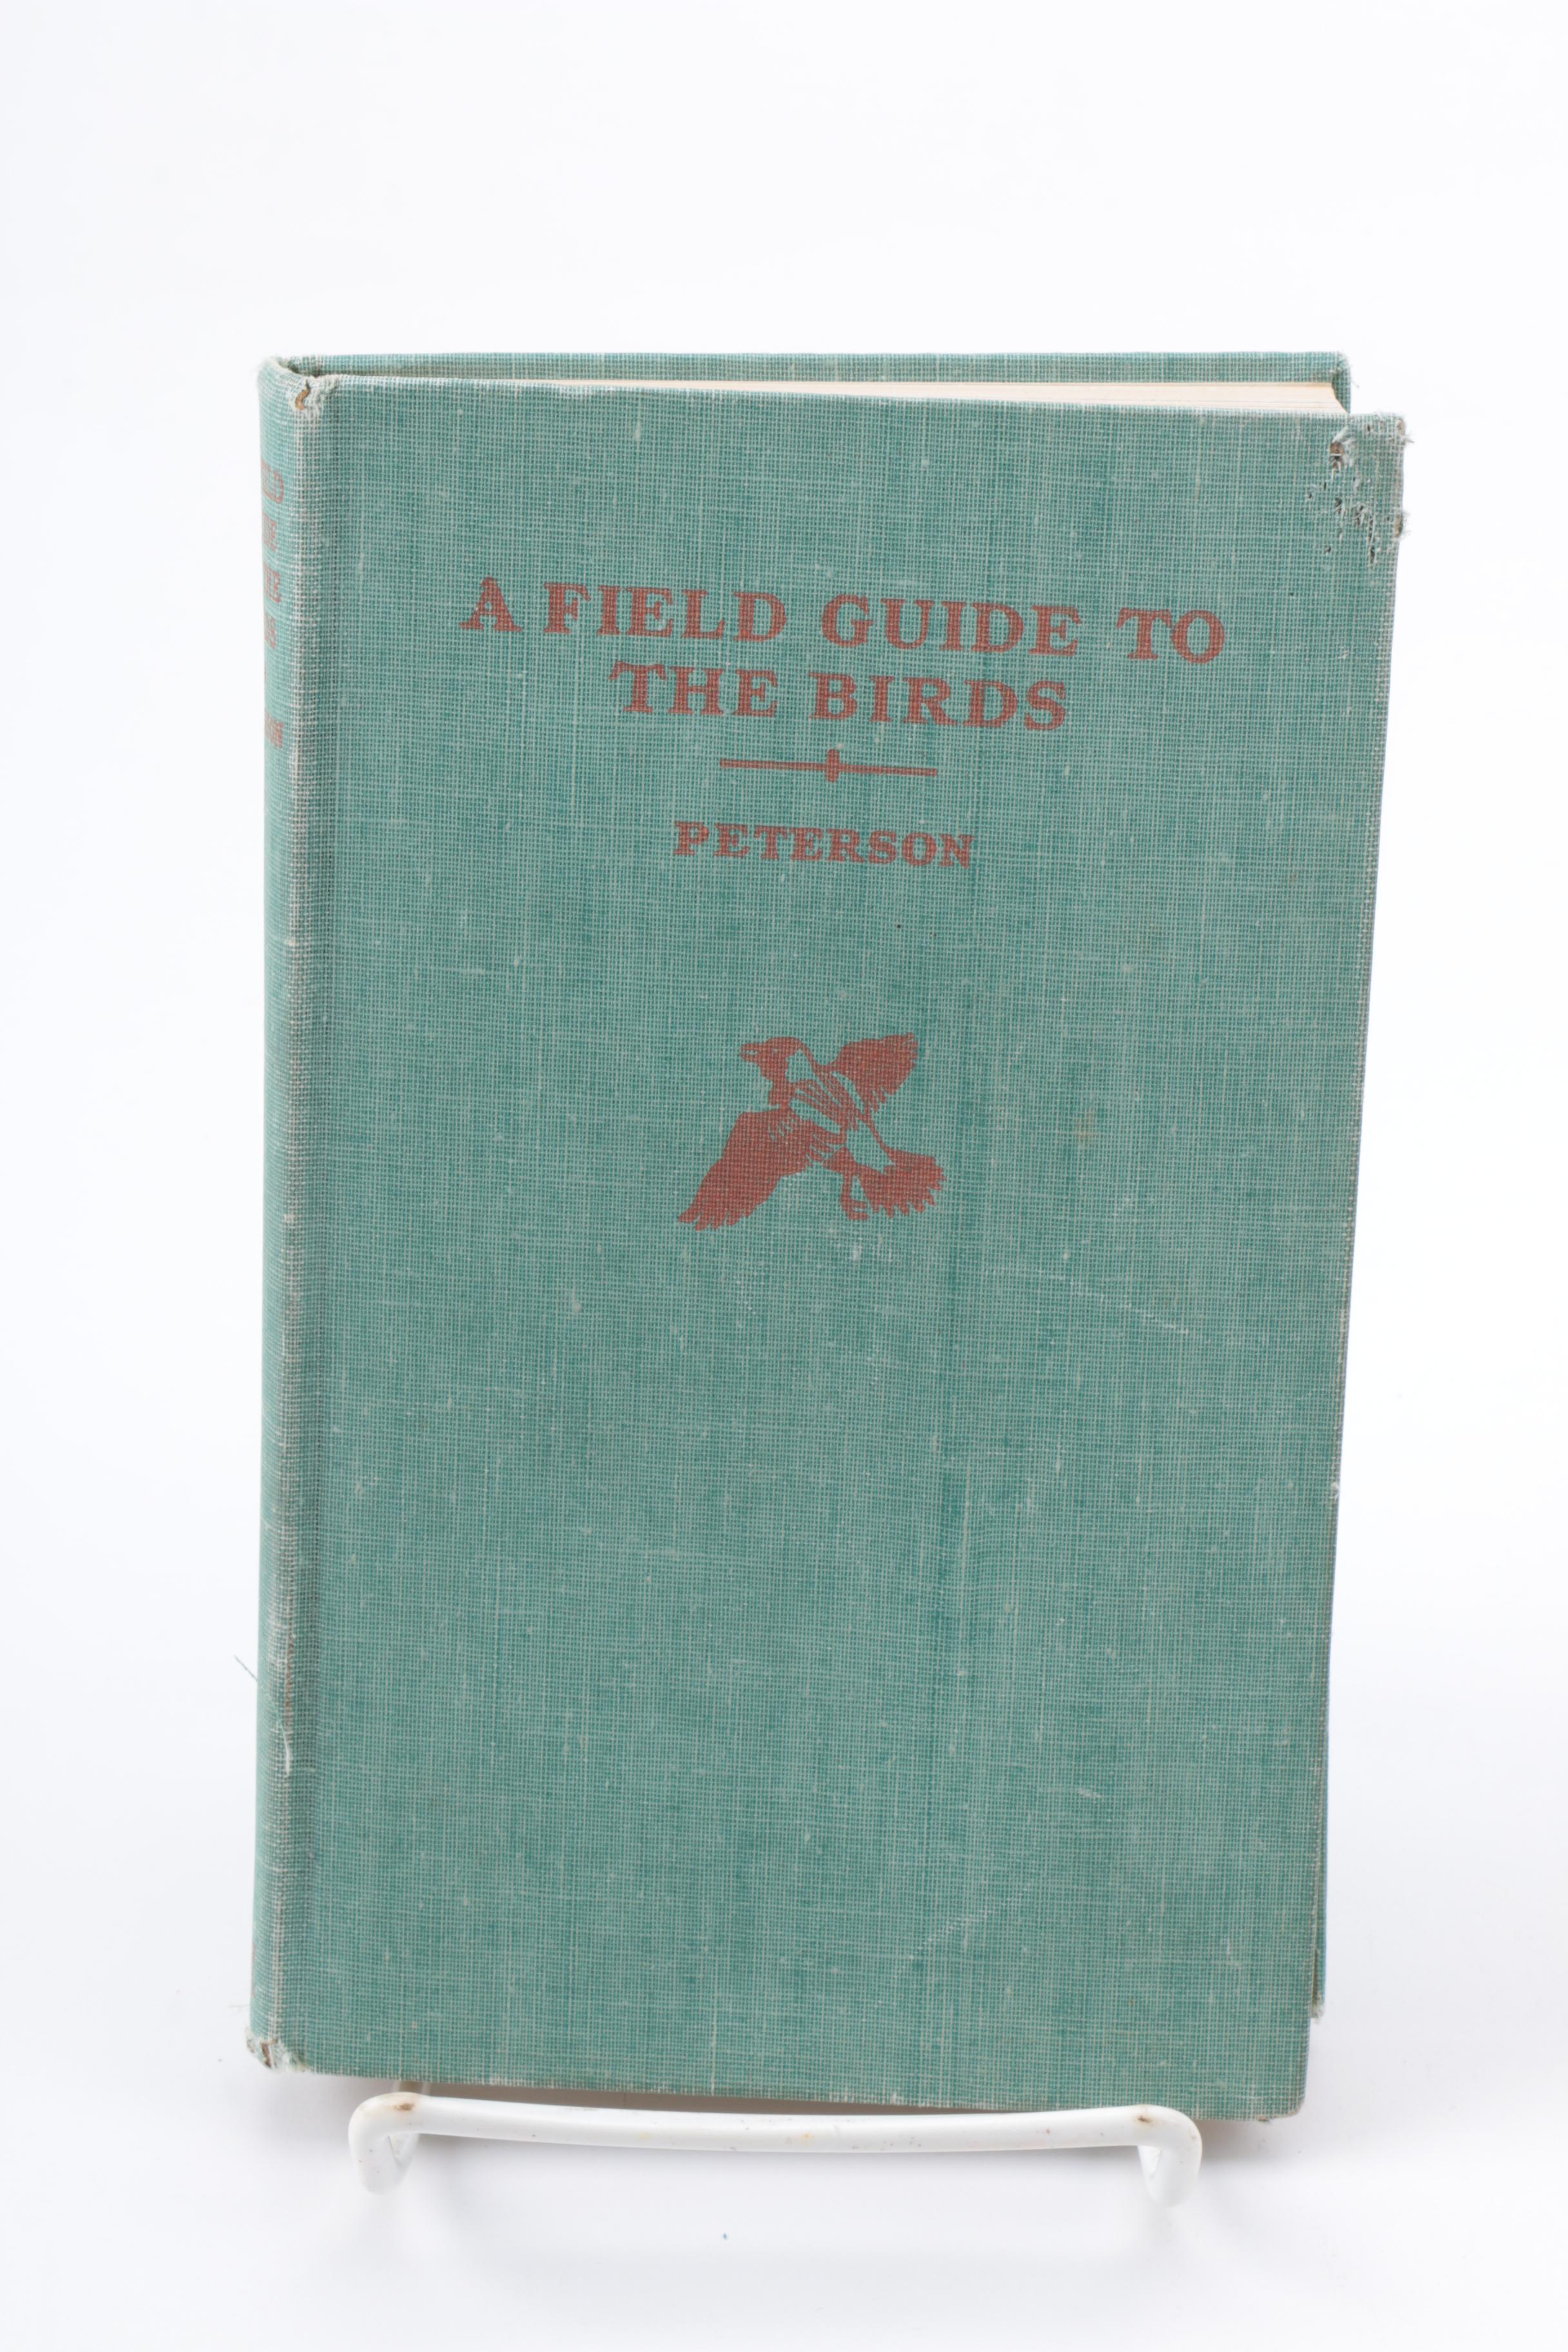 A FIELD GUIDE TO
THE BIRDS
PETERSON